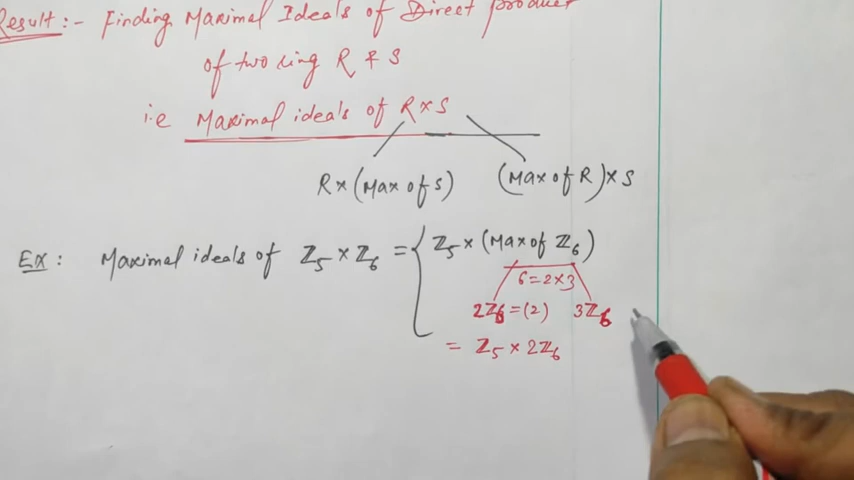 Result:- Finding Maximal Ideals of Direct product
of two ring R & S
i.e Maximal ideals of R×S
R×(Max of S) (Max of R)×S
Ex: Maximal ideals of ℤ₅×ℤ₆ = { ℤ₅×(Max of ℤ₆)
6=2×3
2ℤ₆=(2) 3ℤ₆
= ℤ₅×2ℤ₆